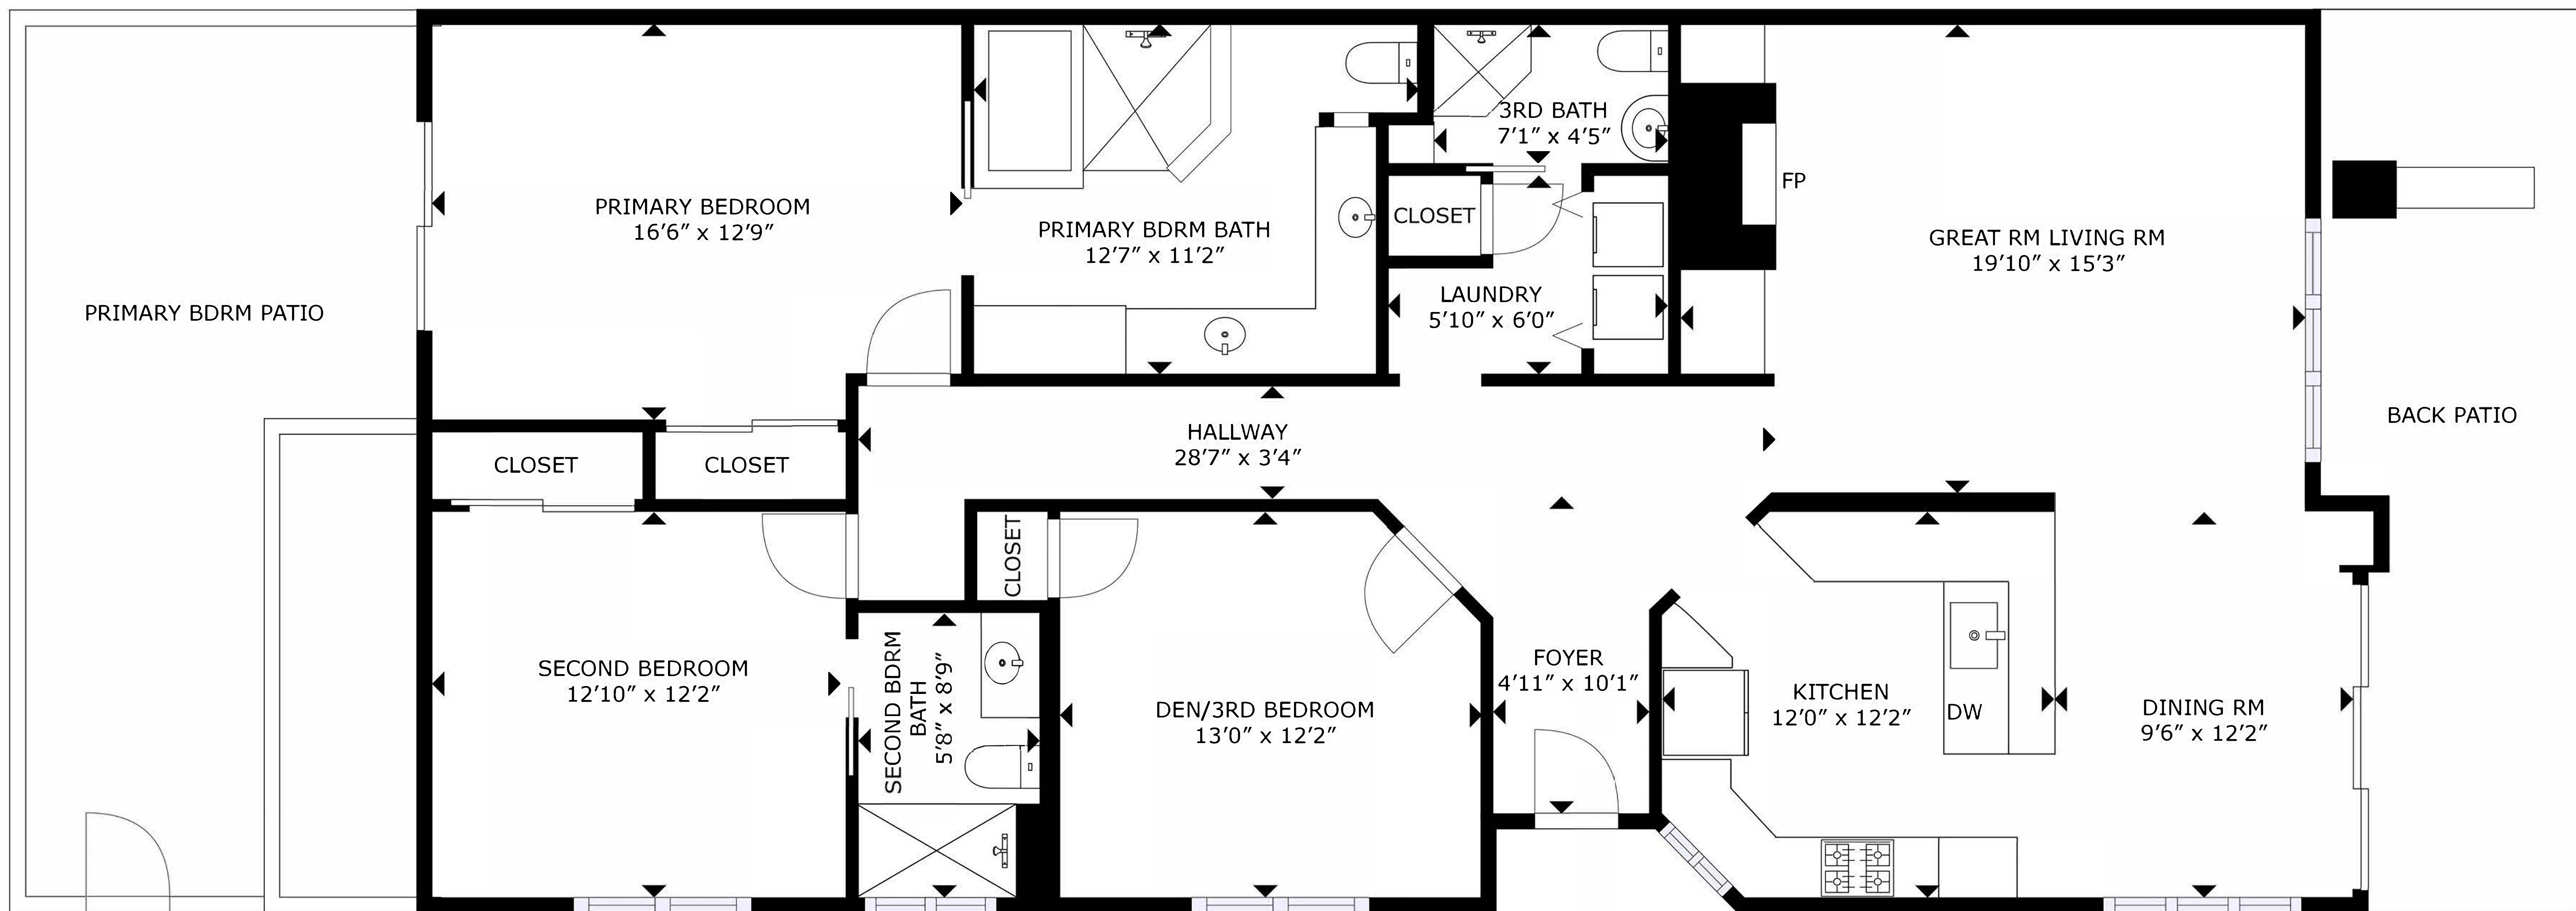 PRIMARY BDRM PATIO
PRIMARY BEDROOM
16'6" x 12'9"
PRIMARY BDRM BATH
12'7" x 11'2"
3RD BATH
7'1" x 4'5"
CLOSET
LAUNDRY
5'10" x 6'0"
FP
GREAT RM LIVING RM
19'10" x 15'3"
BACK PATIO
CLOSET
CLOSET
HALLWAY
28'7" x 3'4"
SECOND BEDROOM
12'10" x 12'2"
SECOND BDRM
BATH
5'8" x 8'9"
CLOSET
DEN/3RD BEDROOM
13'0" x 12'2"
FOYER
4'11" x 10'1"
KITCHEN
12'0" x 12'2"
DW
DINING RM
9'6" x 12'2"